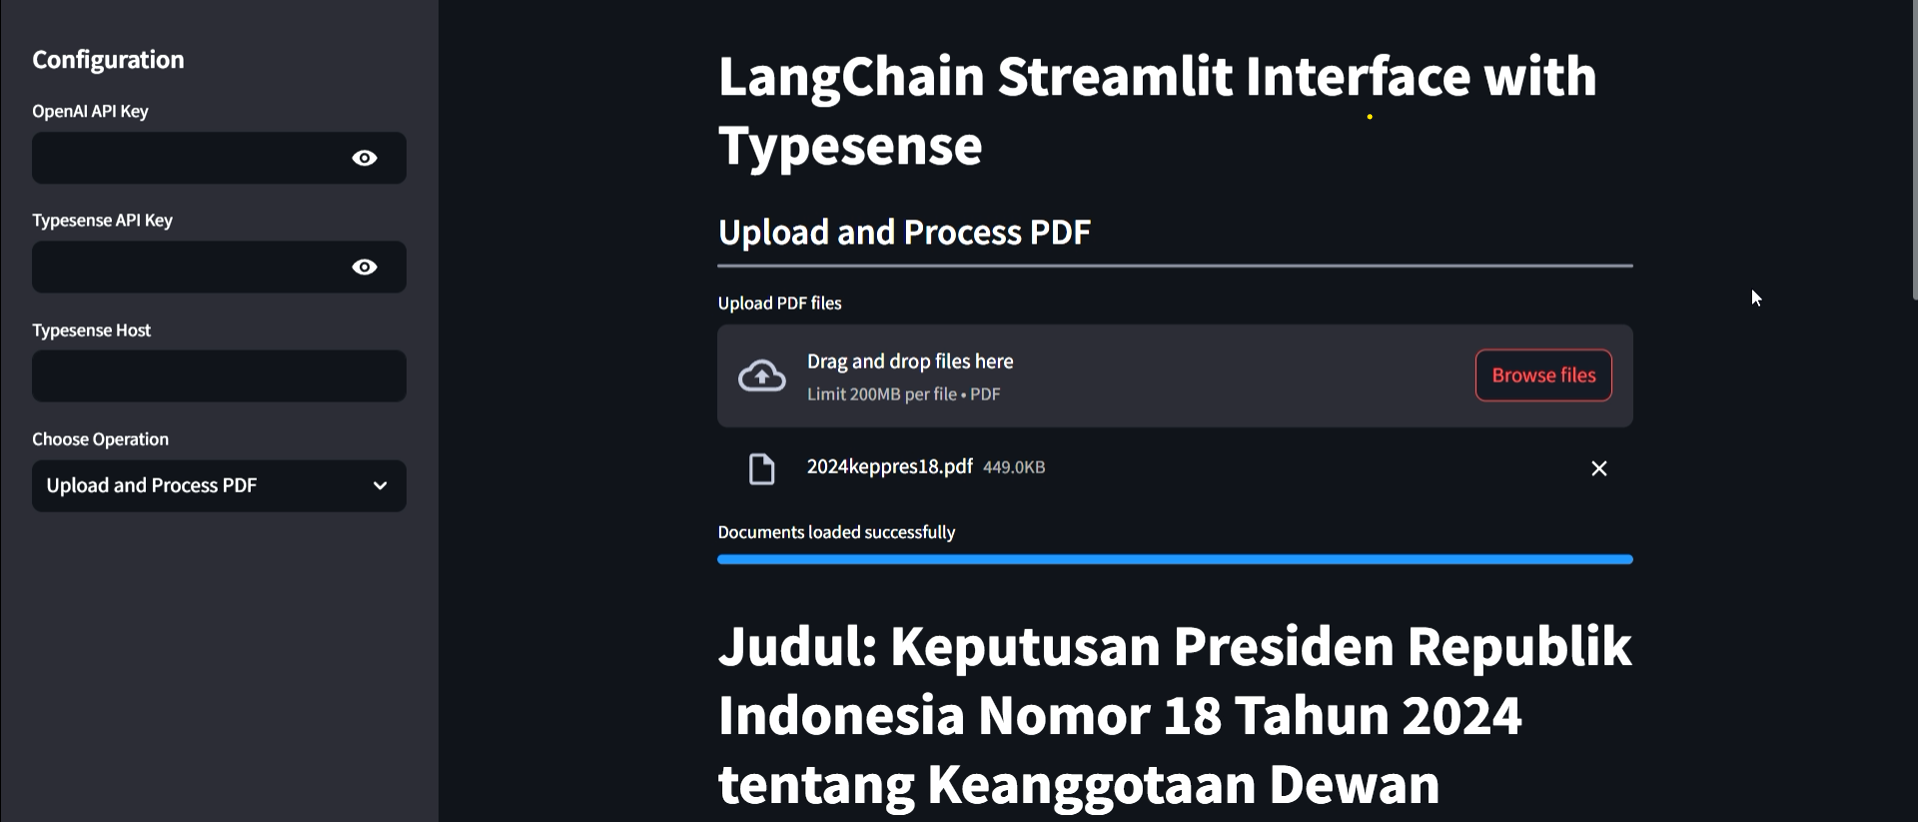 Configuration
OpenAI API Key
Typesense API Key
Typesense Host
Choose Operation
Upload and Process PDF
LangChain Streamlit Interface with
Typesense
Upload and Process PDF
Upload PDF files
Drag and drop files here
Limit 200MB per file • PDF
Browse files
2024keppres18.pdf 449.0KB
Documents loaded successfully
Judul: Keputusan Presiden Republik
Indonesia Nomor 18 Tahun 2024
tentang Keanggotaan Dewan